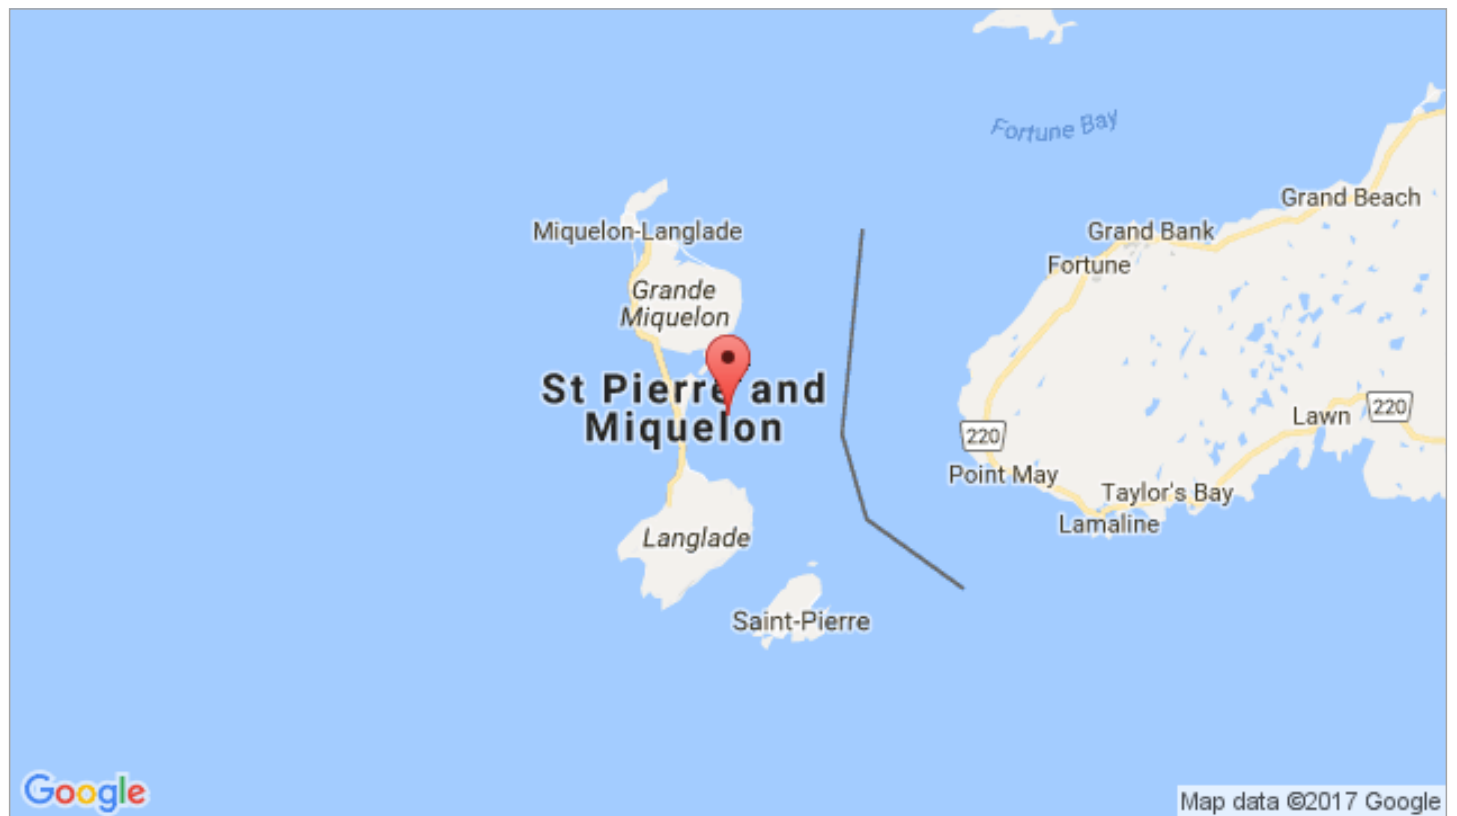 Fortune Bay
Grand Beach
Miquelon-Langlade
Grand Bank
Fortune
Grande
Miquelon
St Pierre and
Miquelon
220
Lawn
220
Point May
Taylor's Bay
Lamaline
Langlade
Saint-Pierre
Google
Map data ©2017 Google